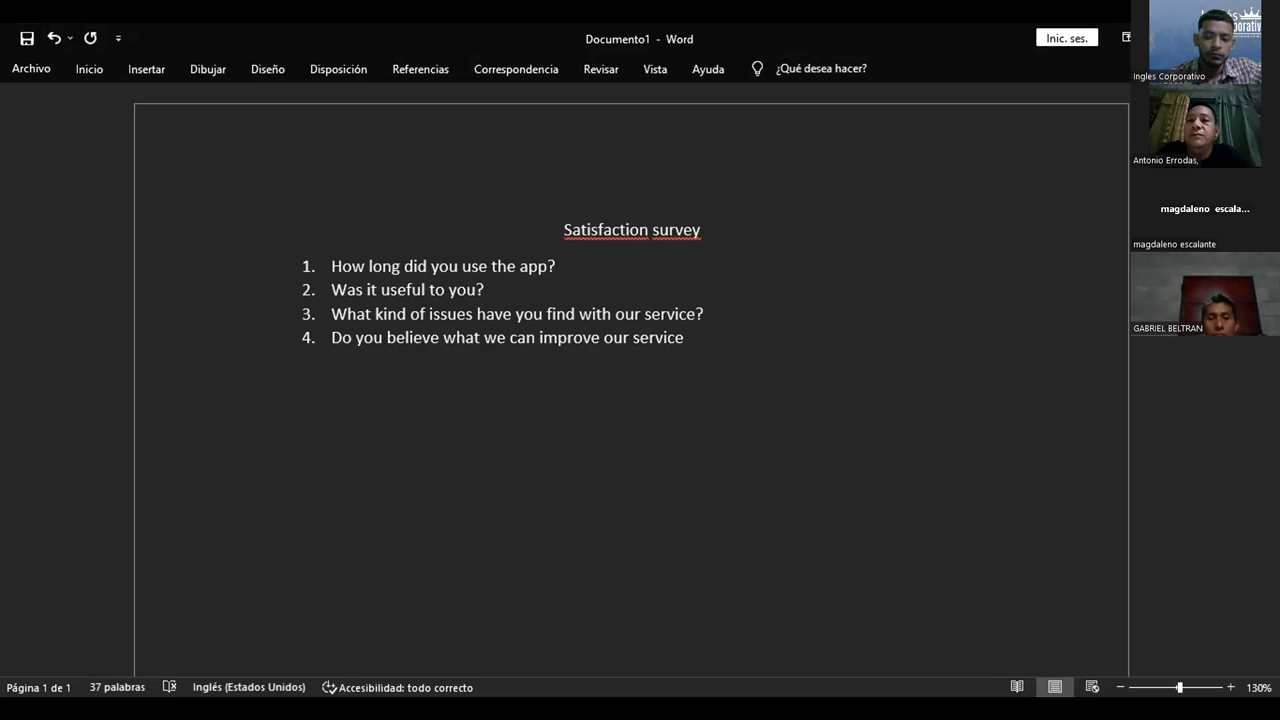 Documento1 - Word
Inic. ses.
Archivo Inicio Insertar Dibujar Diseño Disposición Referencias Correspondencia Revisar Vista Ayuda ¿Qué desea hacer?
Ingles Corporativo
Antonio Errodas,
magdaleno escala...
magdaleno escalante
GABRIEL BELTRAN
Satisfaction survey
1. How long did you use the app?
2. Was it useful to you?
3. What kind of issues have you find with our service?
4. Do you believe what we can improve our service
Página 1 de 1 37 palabras Inglés (Estados Unidos) Accesibilidad: todo correcto 130%